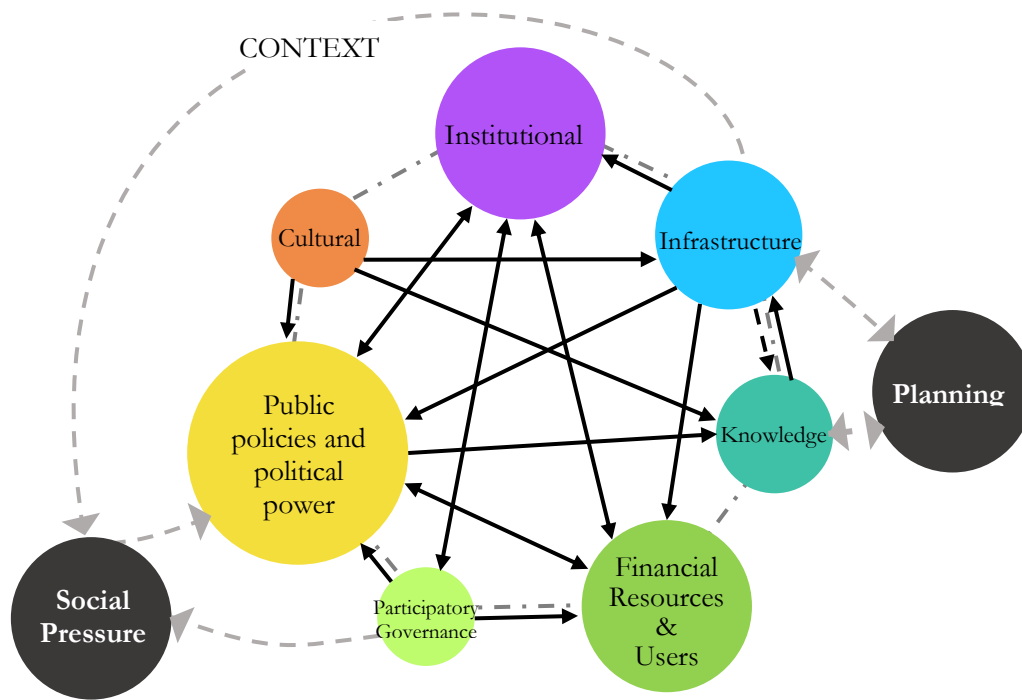 CONTEXT
Institutional
Cultural
Infrastructure
Public
policies and
political
power
Knowledge
Planning
Social
Pressure
Participatory
Governance
Financial
Resources
&
Users